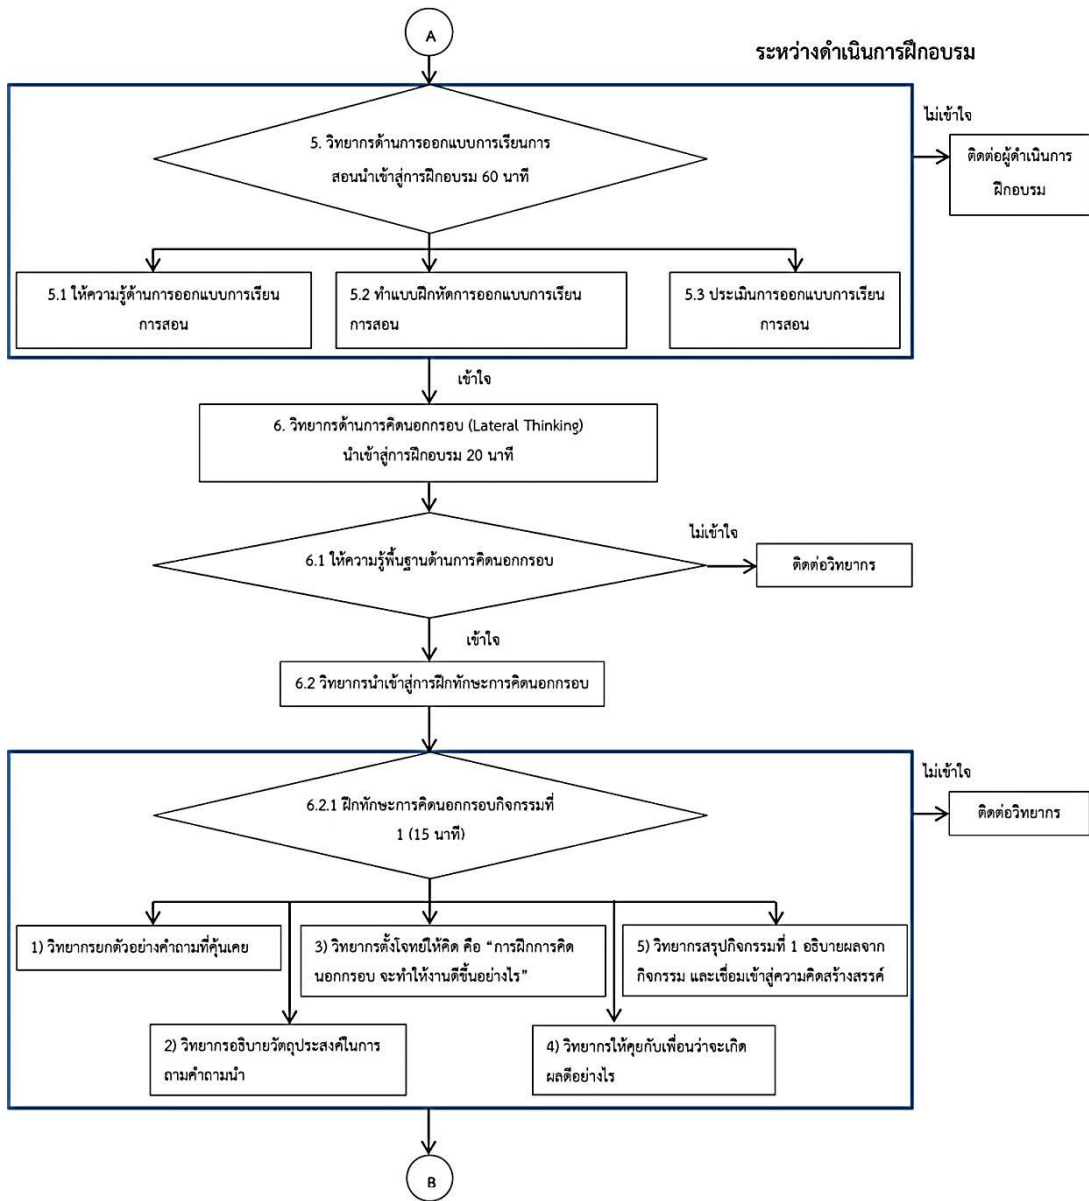 A
ระหว่างดำเนินการฝึกอบรม
5. วิทยากรด้านการออกแบบการเรียนการ
สอนนำเข้าสู่การฝึกอบรม 60 นาที
ไม่เข้าใจ
ติดต่อผู้ดำเนินการ
ฝึกอบรม
5.1 ให้ความรู้ด้านการออกแบบการเรียน
การสอน
5.2 ทำแบบฝึกหัดการออกแบบการเรียน
การสอน
5.3 ประเมินการออกแบบการเรียน
การสอน
เข้าใจ
6. วิทยากรด้านการคิดนอกกรอบ (Lateral Thinking)
นำเข้าสู่การฝึกอบรม 20 นาที
6.1 ให้ความรู้พื้นฐานด้านการคิดนอกกรอบ
ไม่เข้าใจ
ติดต่อวิทยากร
เข้าใจ
6.2 วิทยากรนำเข้าสู่การฝึกทักษะการคิดนอกกรอบ
6.2.1 ฝึกทักษะการคิดนอกกรอบกิจกรรมที่
1 (15 นาที)
ไม่เข้าใจ
ติดต่อวิทยากร
1) วิทยากรยกตัวอย่างคำถามที่คุ้นเคย
3) วิทยากรตั้งโจทย์ให้คิด คือ “การฝึกการคิด
นอกกรอบ จะทำให้งานดีขึ้นอย่างไร”
5) วิทยากรสรุปกิจกรรมที่ 1 อธิบายผลจาก
กิจกรรม และเชื่อมเข้าสู่ความคิดสร้างสรรค์
2) วิทยากรอธิบายวัตถุประสงค์ในการ
ถามคำถามนำ
4) วิทยากรให้คุยกับเพื่อนว่าจะเกิด
ผลดีอย่างไร
B